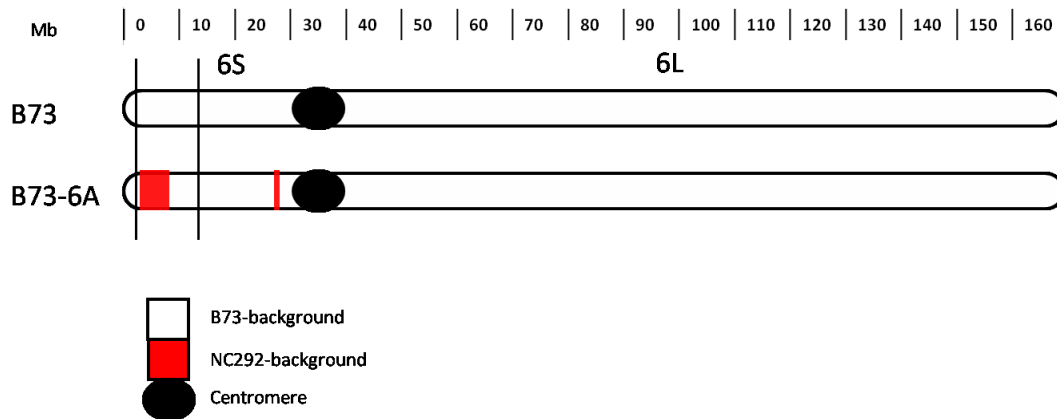 Mb | 0 | 10 | 20 | 30 | 40 | 50 | 60 | 70 | 80 | 90 | 100 | 110 | 120 | 130 | 140 | 150 | 160
6S 6L
B73
B73-6A
B73-background
NC292-background
Centromere